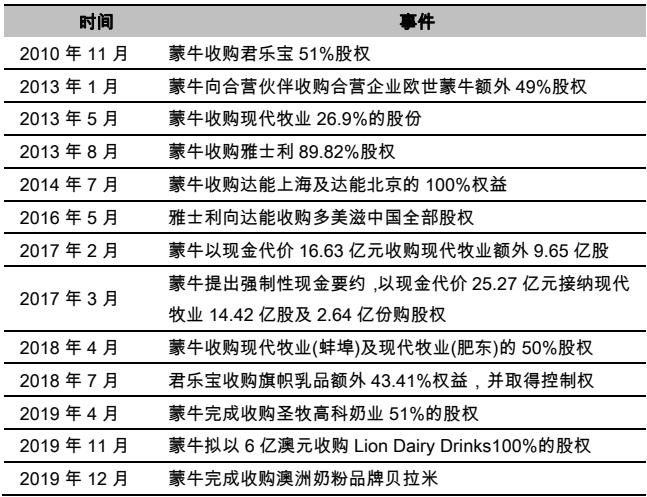 时间 事件
2010 年 11 月 蒙牛收购君乐宝 51%股权
2013 年 1 月 蒙牛向合营伙伴收购合营企业欧世蒙牛额外 49%股权
2013 年 5 月 蒙牛收购现代牧业 26.9%的股份
2013 年 8 月 蒙牛收购雅士利 89.82%股权
2014 年 7 月 蒙牛收购达能上海及达能北京的 100%权益
2016 年 5 月 雅士利向达能收购多美滋中国全部股权
2017 年 2 月 蒙牛以现金代价 16.63 亿元收购现代牧业额外 9.65 亿股
2017 年 3 月 蒙牛提出强制性现金要约,以现金代价 25.27 亿元接纳现代
牧业 14.42 亿股及 2.64 亿份购股权
2018 年 4 月 蒙牛收购现代牧业(蚌埠)及现代牧业(肥东)的 50%股权
2018 年 7 月 君乐宝收购旗帜乳品额外 43.41%权益，并取得控制权
2019 年 4 月 蒙牛完成收购圣牧高科奶业 51%的股权
2019 年 11 月 蒙牛拟以 6 亿澳元收购 Lion Dairy Drinks100%的股权
2019 年 12 月 蒙牛完成收购澳洲奶粉品牌贝拉米